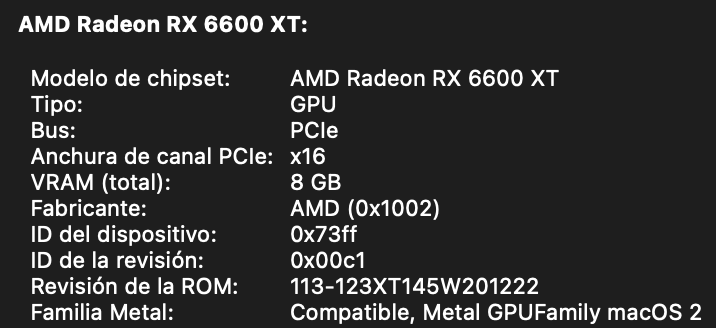 AMD Radeon RX 6600 XT:
Modelo de chipset: AMD Radeon RX 6600 XT
Tipo: GPU
Bus: PCIe
Anchura de canal PCIe: x16
VRAM (total): 8 GB
Fabricante: AMD (0x1002)
ID del dispositivo: 0x73ff
ID de la revisión: 0x00c1
Revisión de la ROM: 113-123XT145W201222
Familia Metal: Compatible, Metal GPUFamily macOS 2